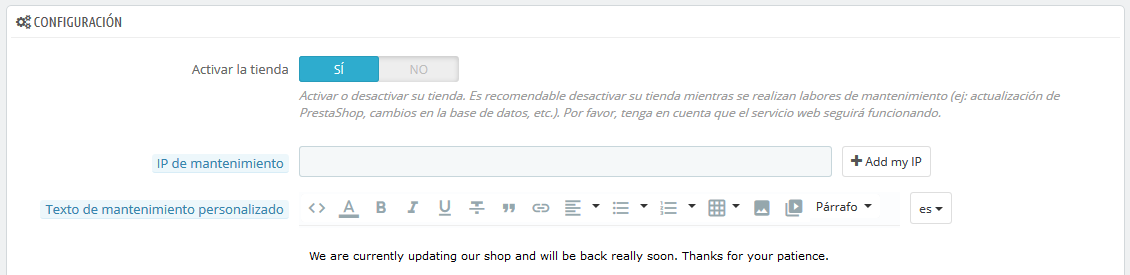 CONFIGURACIÓN
Activar la tienda SÍ NO
Activar o desactivar su tienda. Es recomendable desactivar su tienda mientras se realizan labores de mantenimiento (ej: actualización de
PrestaShop, cambios en la base de datos, etc.). Por favor, tenga en cuenta que el servicio web seguirá funcionando.
IP de mantenimiento Add my IP
Texto de mantenimiento personalizado Párrafo es
We are currently updating our shop and will be back really soon. Thanks for your patience.